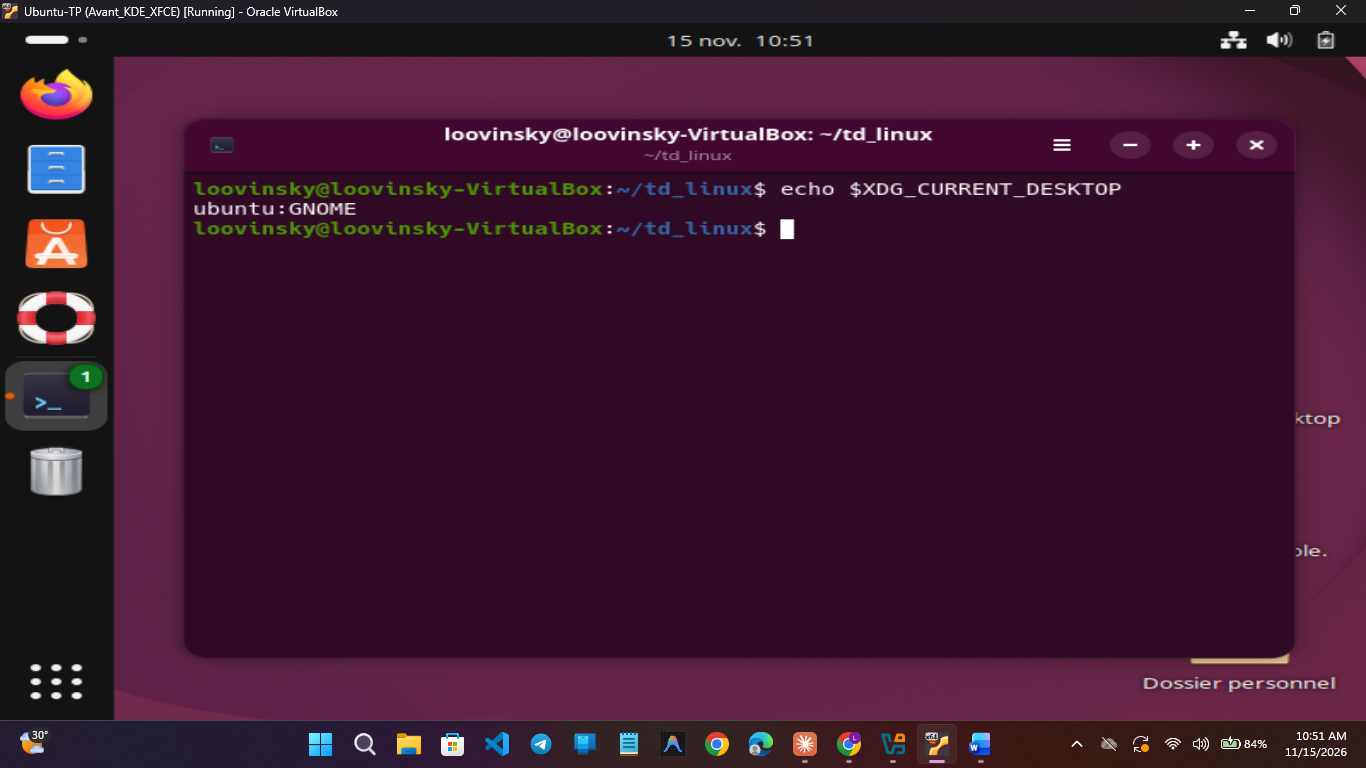 Ubuntu-TP (Avant_KDE_XFCE) [Running] - Oracle VirtualBox
15 nov. 10:51
loovinsky@loovinsky-VirtualBox: ~/td_linux
~/td_linux
loovinsky@loovinsky-VirtualBox:~/td_linux$ echo $XDG_CURRENT_DESKTOP
ubuntu:GNOME
loovinsky@loovinsky-VirtualBox:~/td_linux$
1
>_
ktop
ble.
Dossier personnel
30°
84%
10:51 AM
11/15/2026